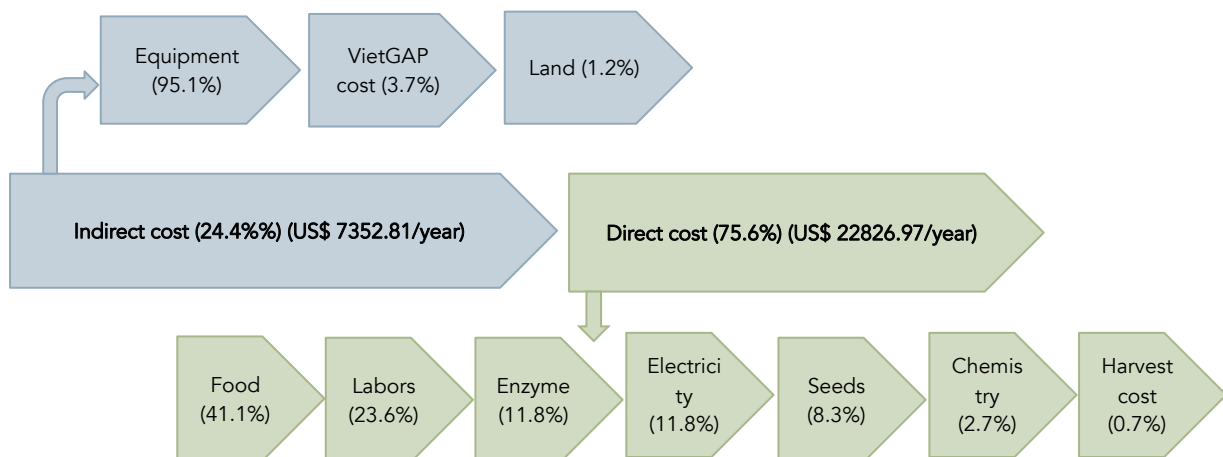 Equipment
(95.1%)
VietGAP
cost (3.7%)
Land (1.2%)
Indirect cost (24.4%%) (US$ 7352.81/year)
Direct cost (75.6%) (US$ 22826.97/year)
Food
(41.1%)
Labors
(23.6%)
Enzyme
(11.8%)
Electrici
ty
(11.8%)
Seeds
(8.3%)
Chemis
try
(2.7%)
Harvest
cost
(0.7%)